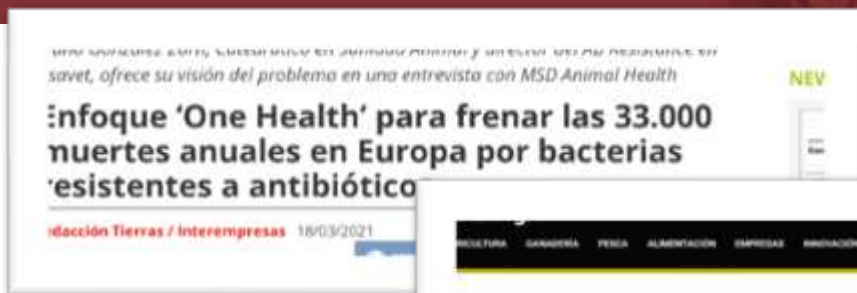 savet, ofrece su visión del problema en una entrevista con MSD Animal Health
NEV
Enfoque ‘One Health’ para frenar las 33.000
muertes anuales en Europa por bacterias
resistentes a antibiótico
edacción Tierras / Interempresas 18/03/2021
RICULTURA GANADERÍA PESCA ALIMENTACIÓN EMPRESAS INNOVACIÓN